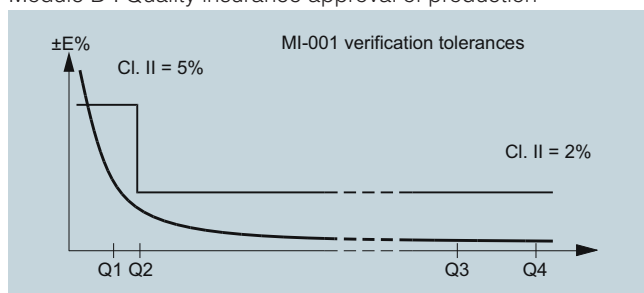 Module D : Quality insurance approval of production
±E%
MI-001 verification tolerances
Cl. II = 5%
Cl. II = 2%
Q1 Q2 Q3 Q4